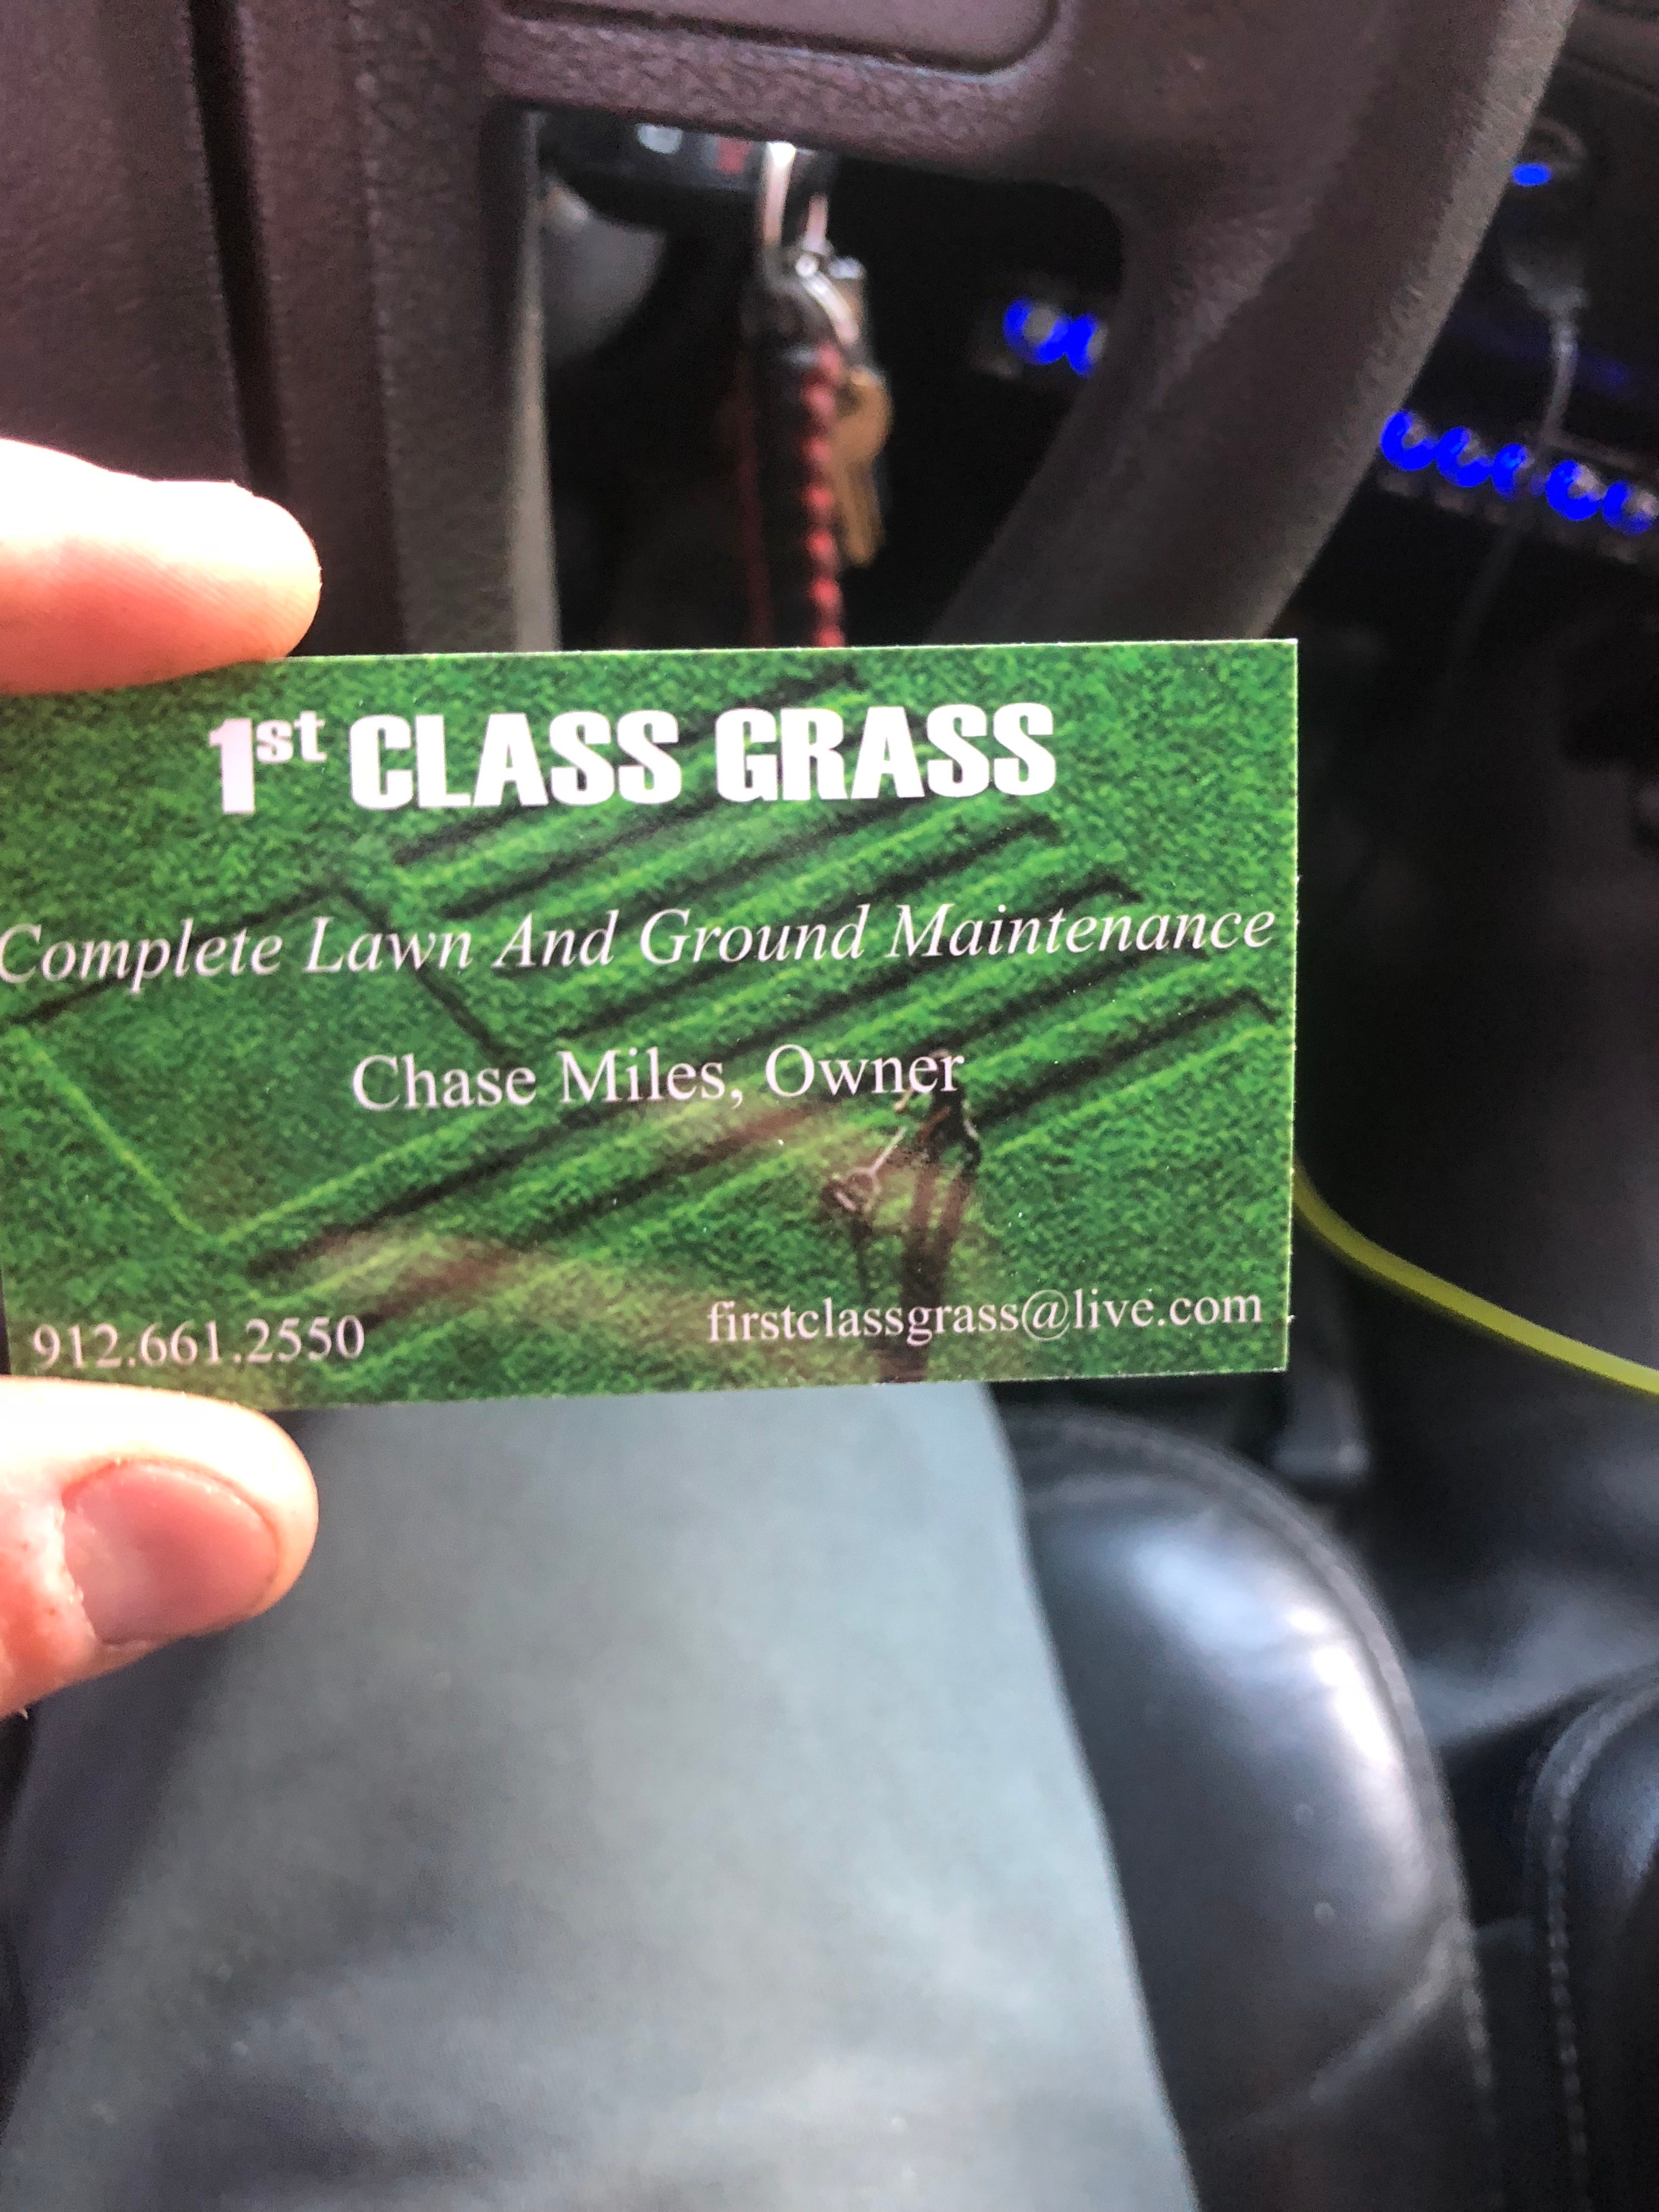 1st CLASS GRASS
Complete Lawn And Ground Maintenance
Chase Miles, Owner
912.661.2550
firstclassgrass@live.com